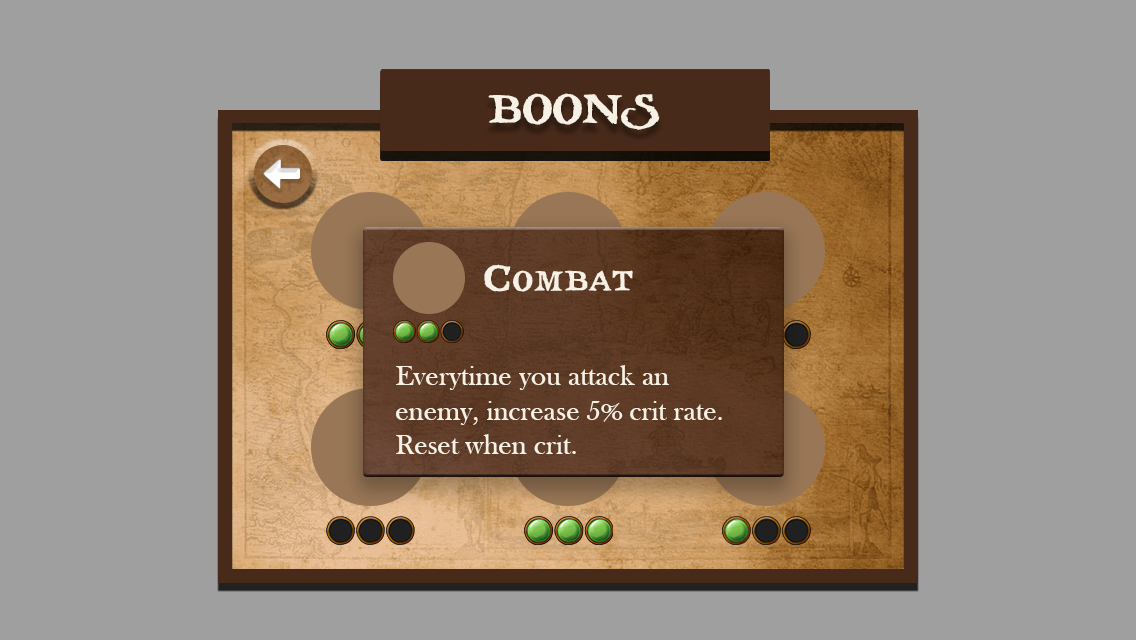 BOONS
COMBAT
Everytime you attack an
enemy, increase 5% crit rate.
Reset when crit.